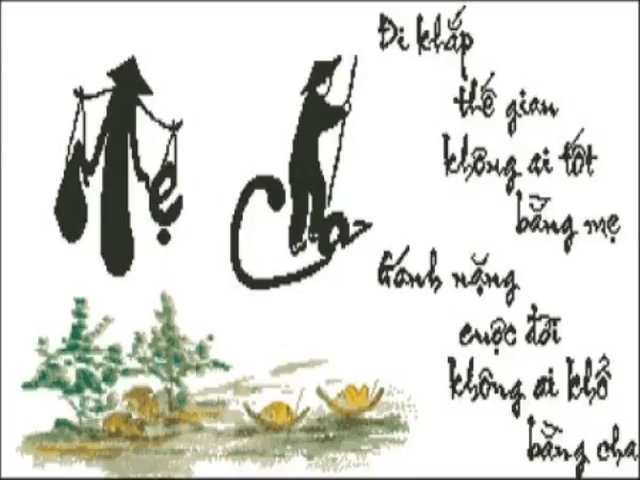 Mẹ Cha
Đi khắp
thế gian
không ai tốt
bằng mẹ
Gánh nặng
cuộc đời
không ai khổ
bằng cha